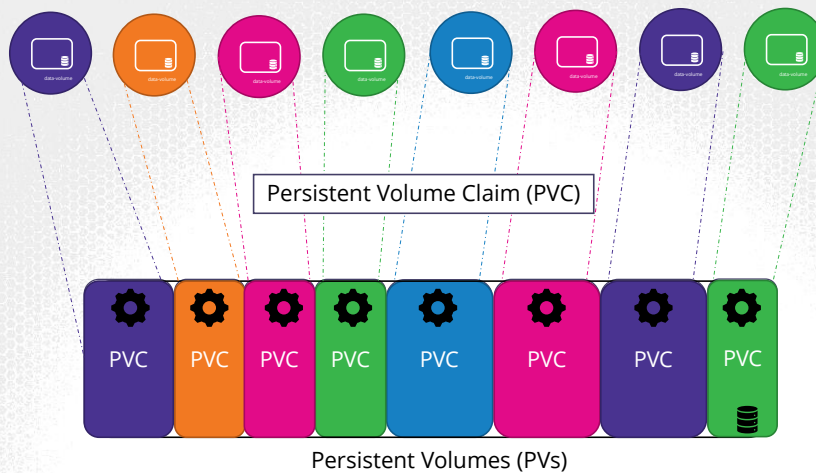 data-volume
data-volume
data-volume
data-volume
data-volume
data-volume
data-volume
data-volume
Persistent Volume Claim (PVC)
PVC
PVC
PVC
PVC
PVC
PVC
PVC
PVC
Persistent Volumes (PVs)